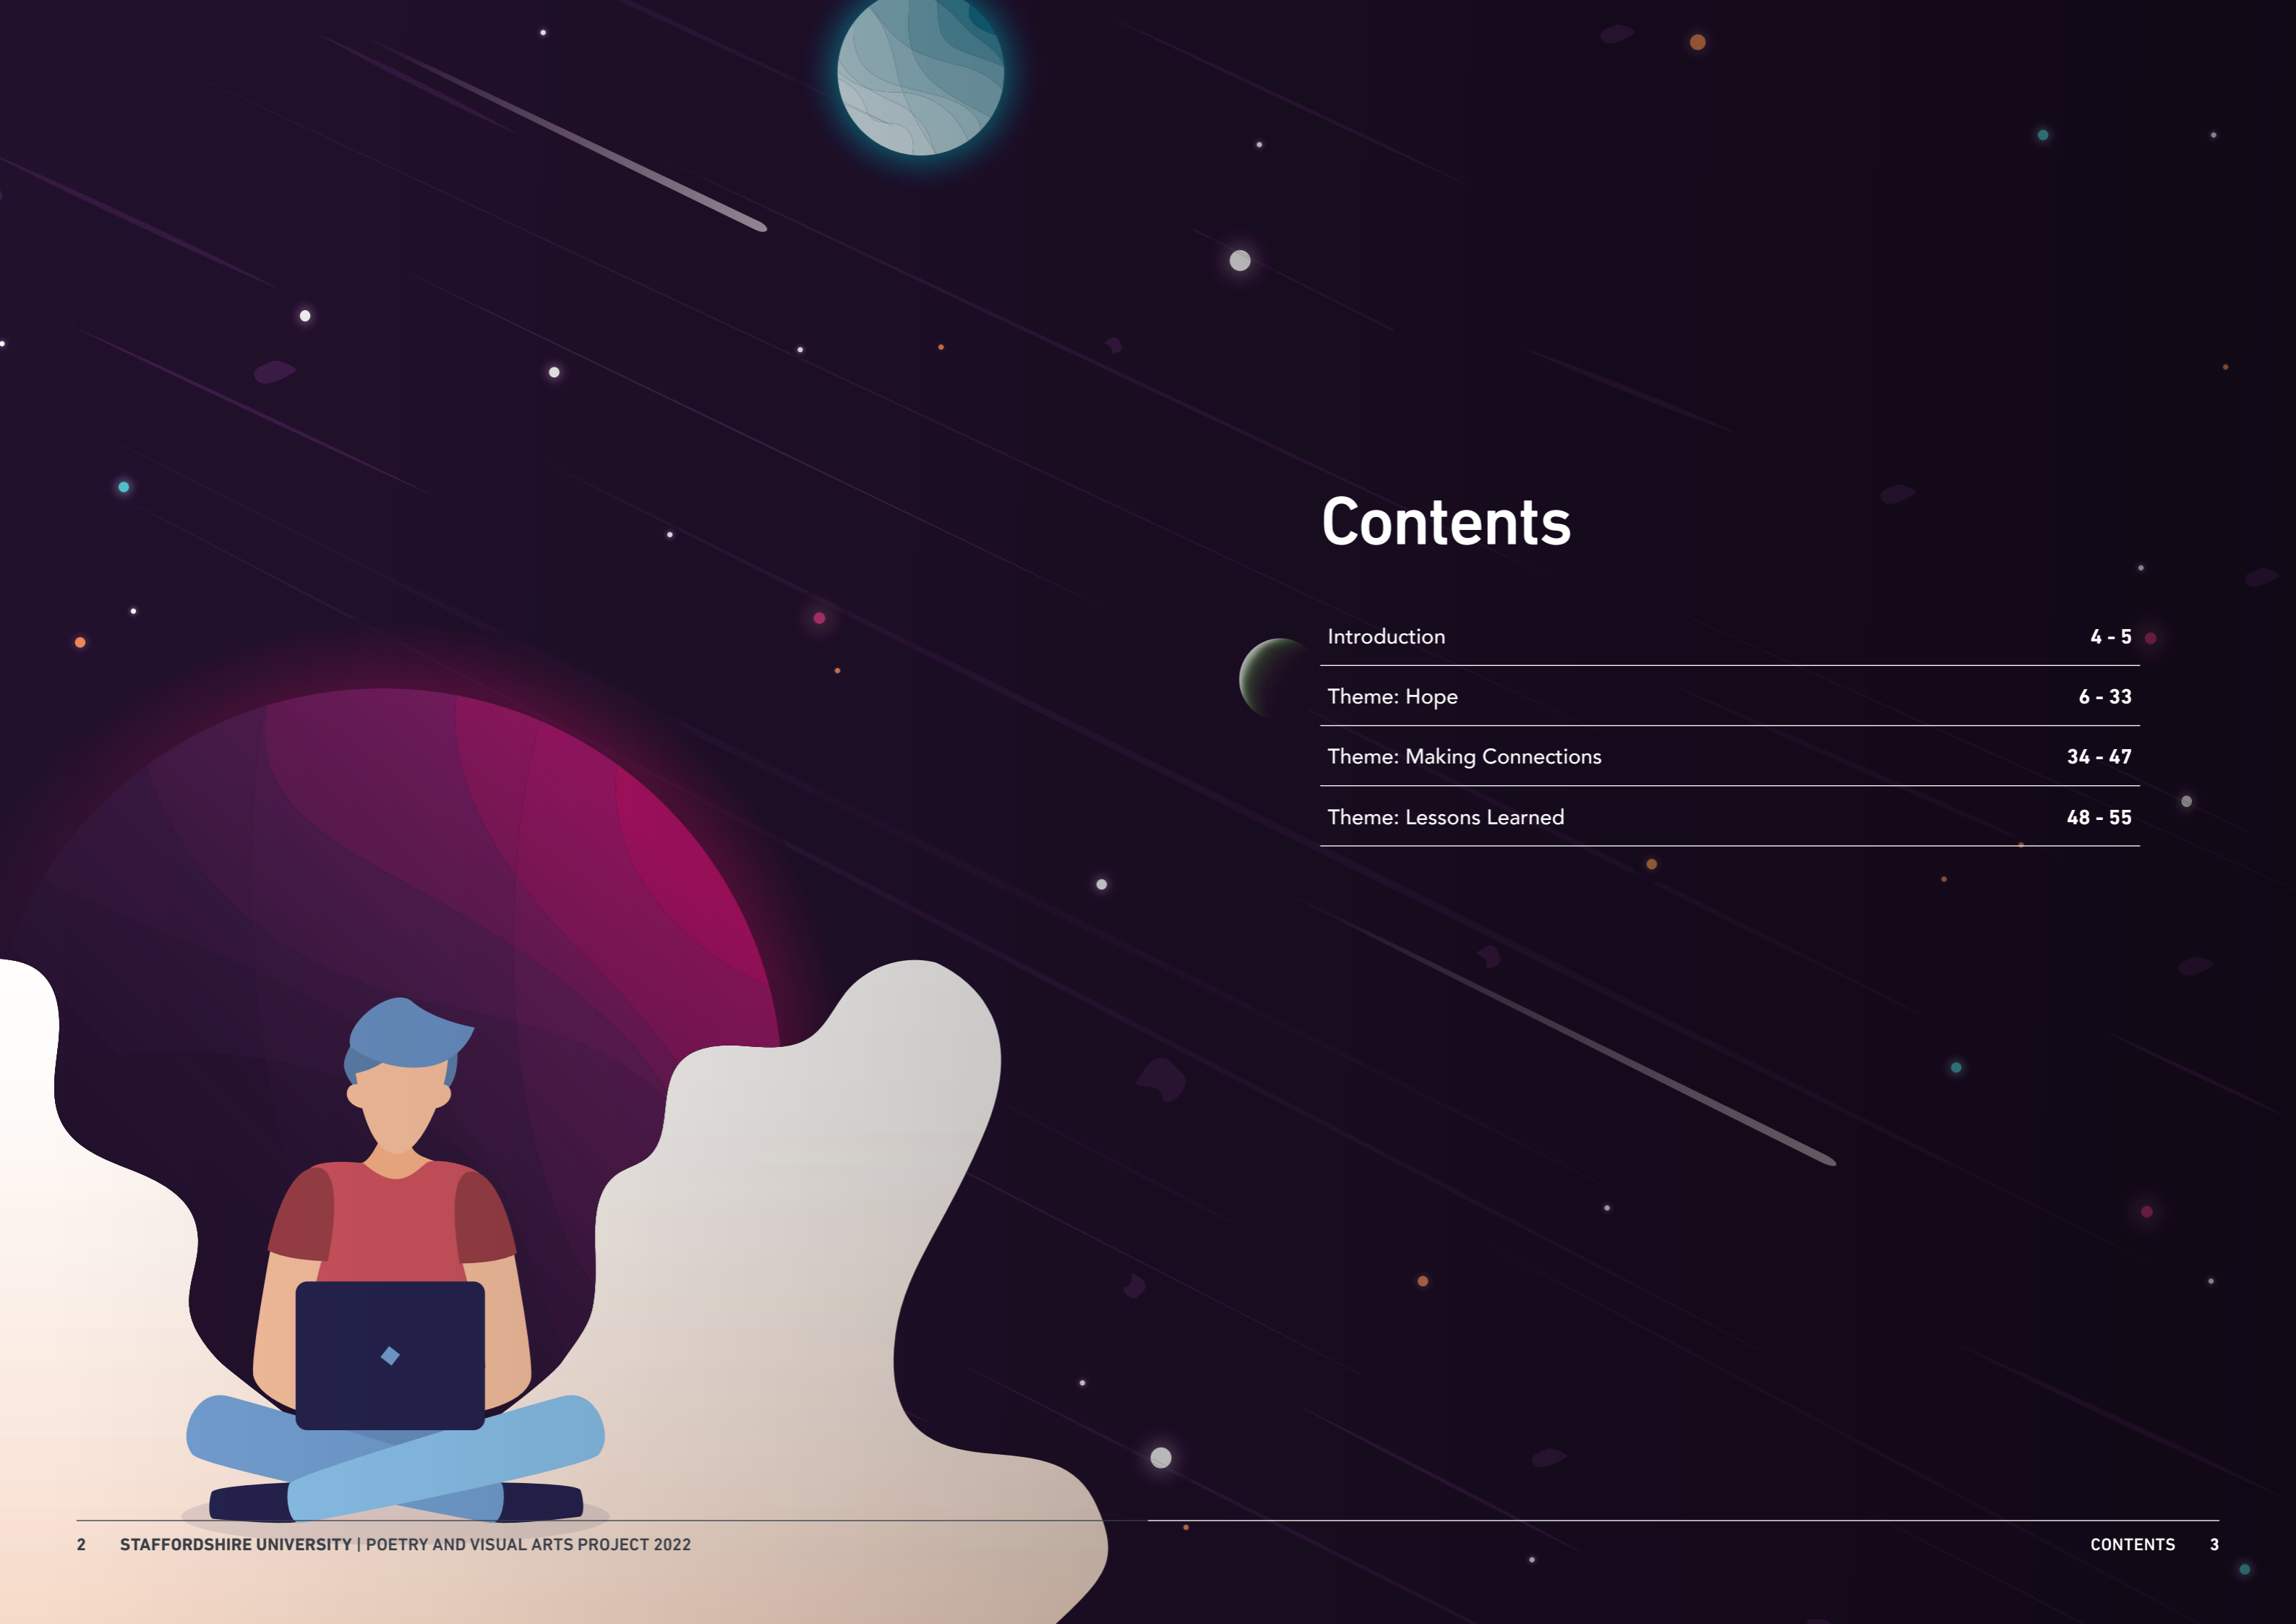 Contents
Introduction 4 - 5
Theme: Hope 6 - 33
Theme: Making Connections 34 - 47
Theme: Lessons Learned 48 - 55
2 STAFFORDSHIRE UNIVERSITY | POETRY AND VISUAL ARTS PROJECT 2022
CONTENTS 3